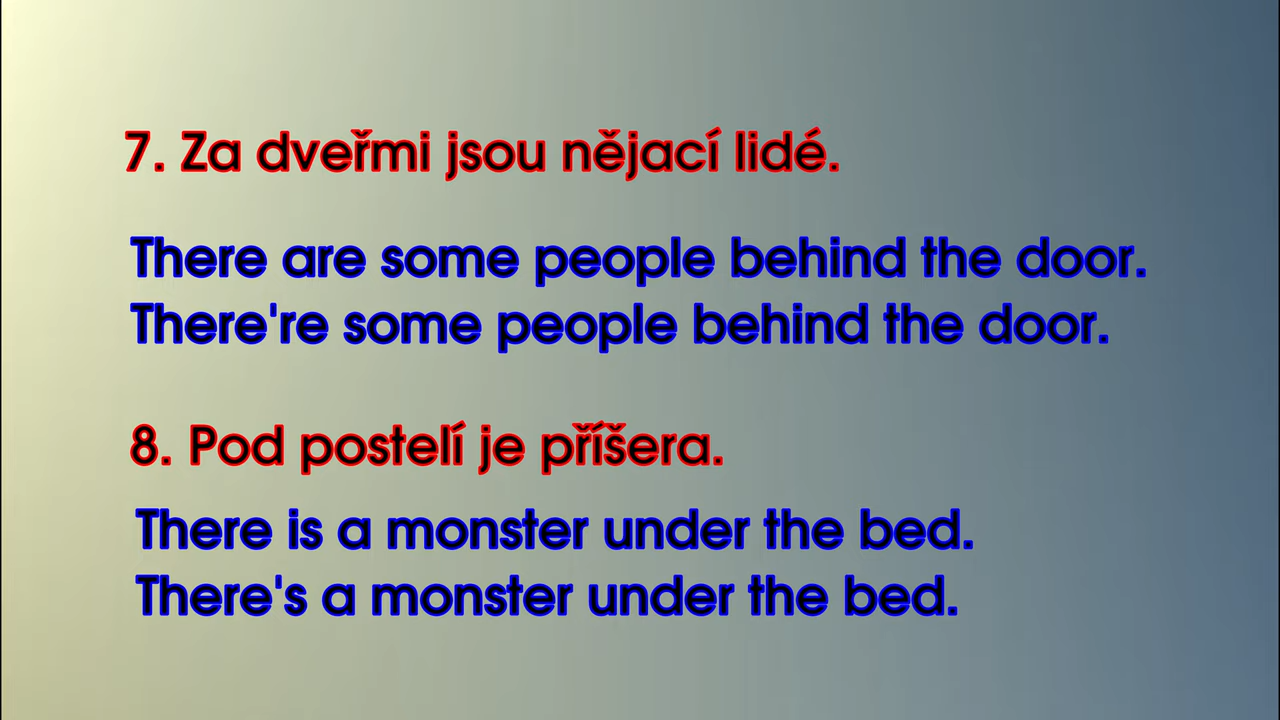 7. Za dveřmi jsou nějací lidé.
There are some people behind the door.
There're some people behind the door.
8. Pod postelí je příšera.
There is a monster under the bed.
There's a monster under the bed.